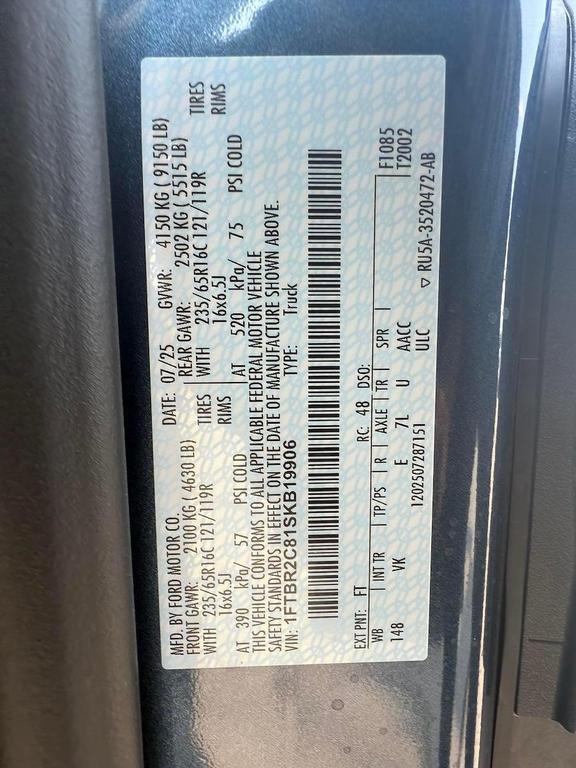 MFD. BY FORD MOTOR CO.
DATE: 07/25 GVWR: 4150 KG ( 9150 LB)
FRONT GAWR: 2100 KG ( 4630 LB) REAR GAWR: 2502 KG ( 5515 LB)
WITH 235/65R16C 121/119R TIRES WITH 235/65R16C 121/119R TIRES
16x6.5J RIMS 16x6.5J RIMS
AT 390 kPa/ 57 PSI COLD AT 520 kPa/ 75 PSI COLD
THIS VEHICLE CONFORMS TO ALL APPLICABLE FEDERAL MOTOR VEHICLE
SAFETY STANDARDS IN EFFECT ON THE DATE OF MANUFACTURE SHOWN ABOVE.
VIN: 1FTBR2C81SKB19906 TYPE: Truck
EXT PNT: FT RC: 48 DSO: F1085
WB INT TR TP/PS R AXLE TR SPR T2002
148 VK E 7L U AACC
ULC
1202507287151 ▽ RU5A-3520472-AB